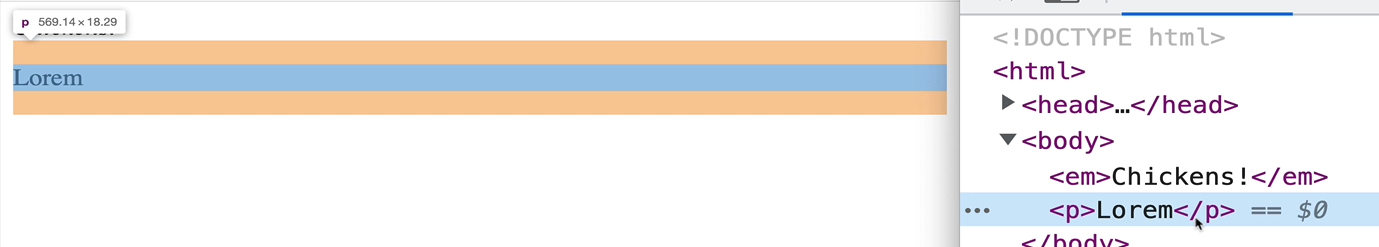 p 569.14 × 18.29
Lorem
<!DOCTYPE html>
<html>
▶<head>…</head>
▼<body>
<em>Chickens!</em>
… <p>Lorem</p> == $0
</body>